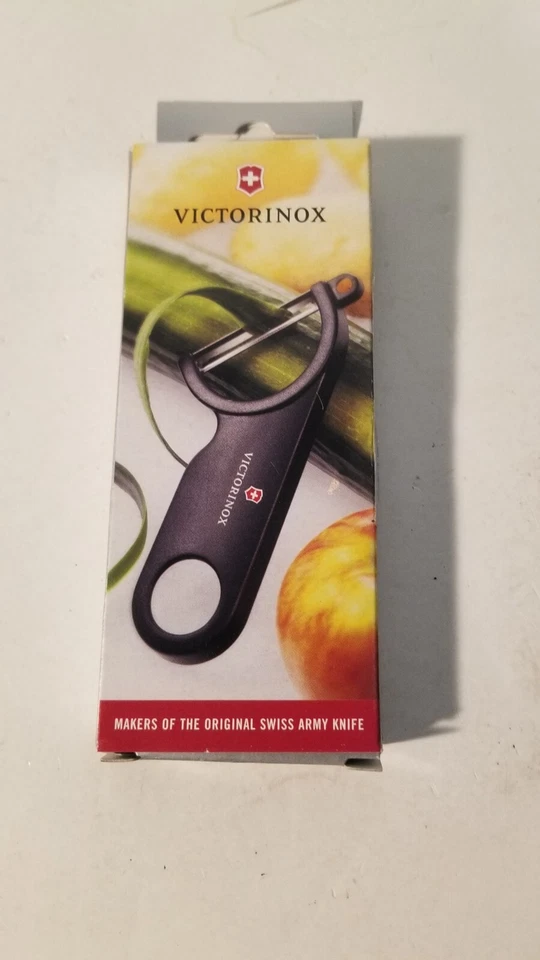 VICTORINOX
VICTORINOX
MAKERS OF THE ORIGINAL SWISS ARMY KNIFE